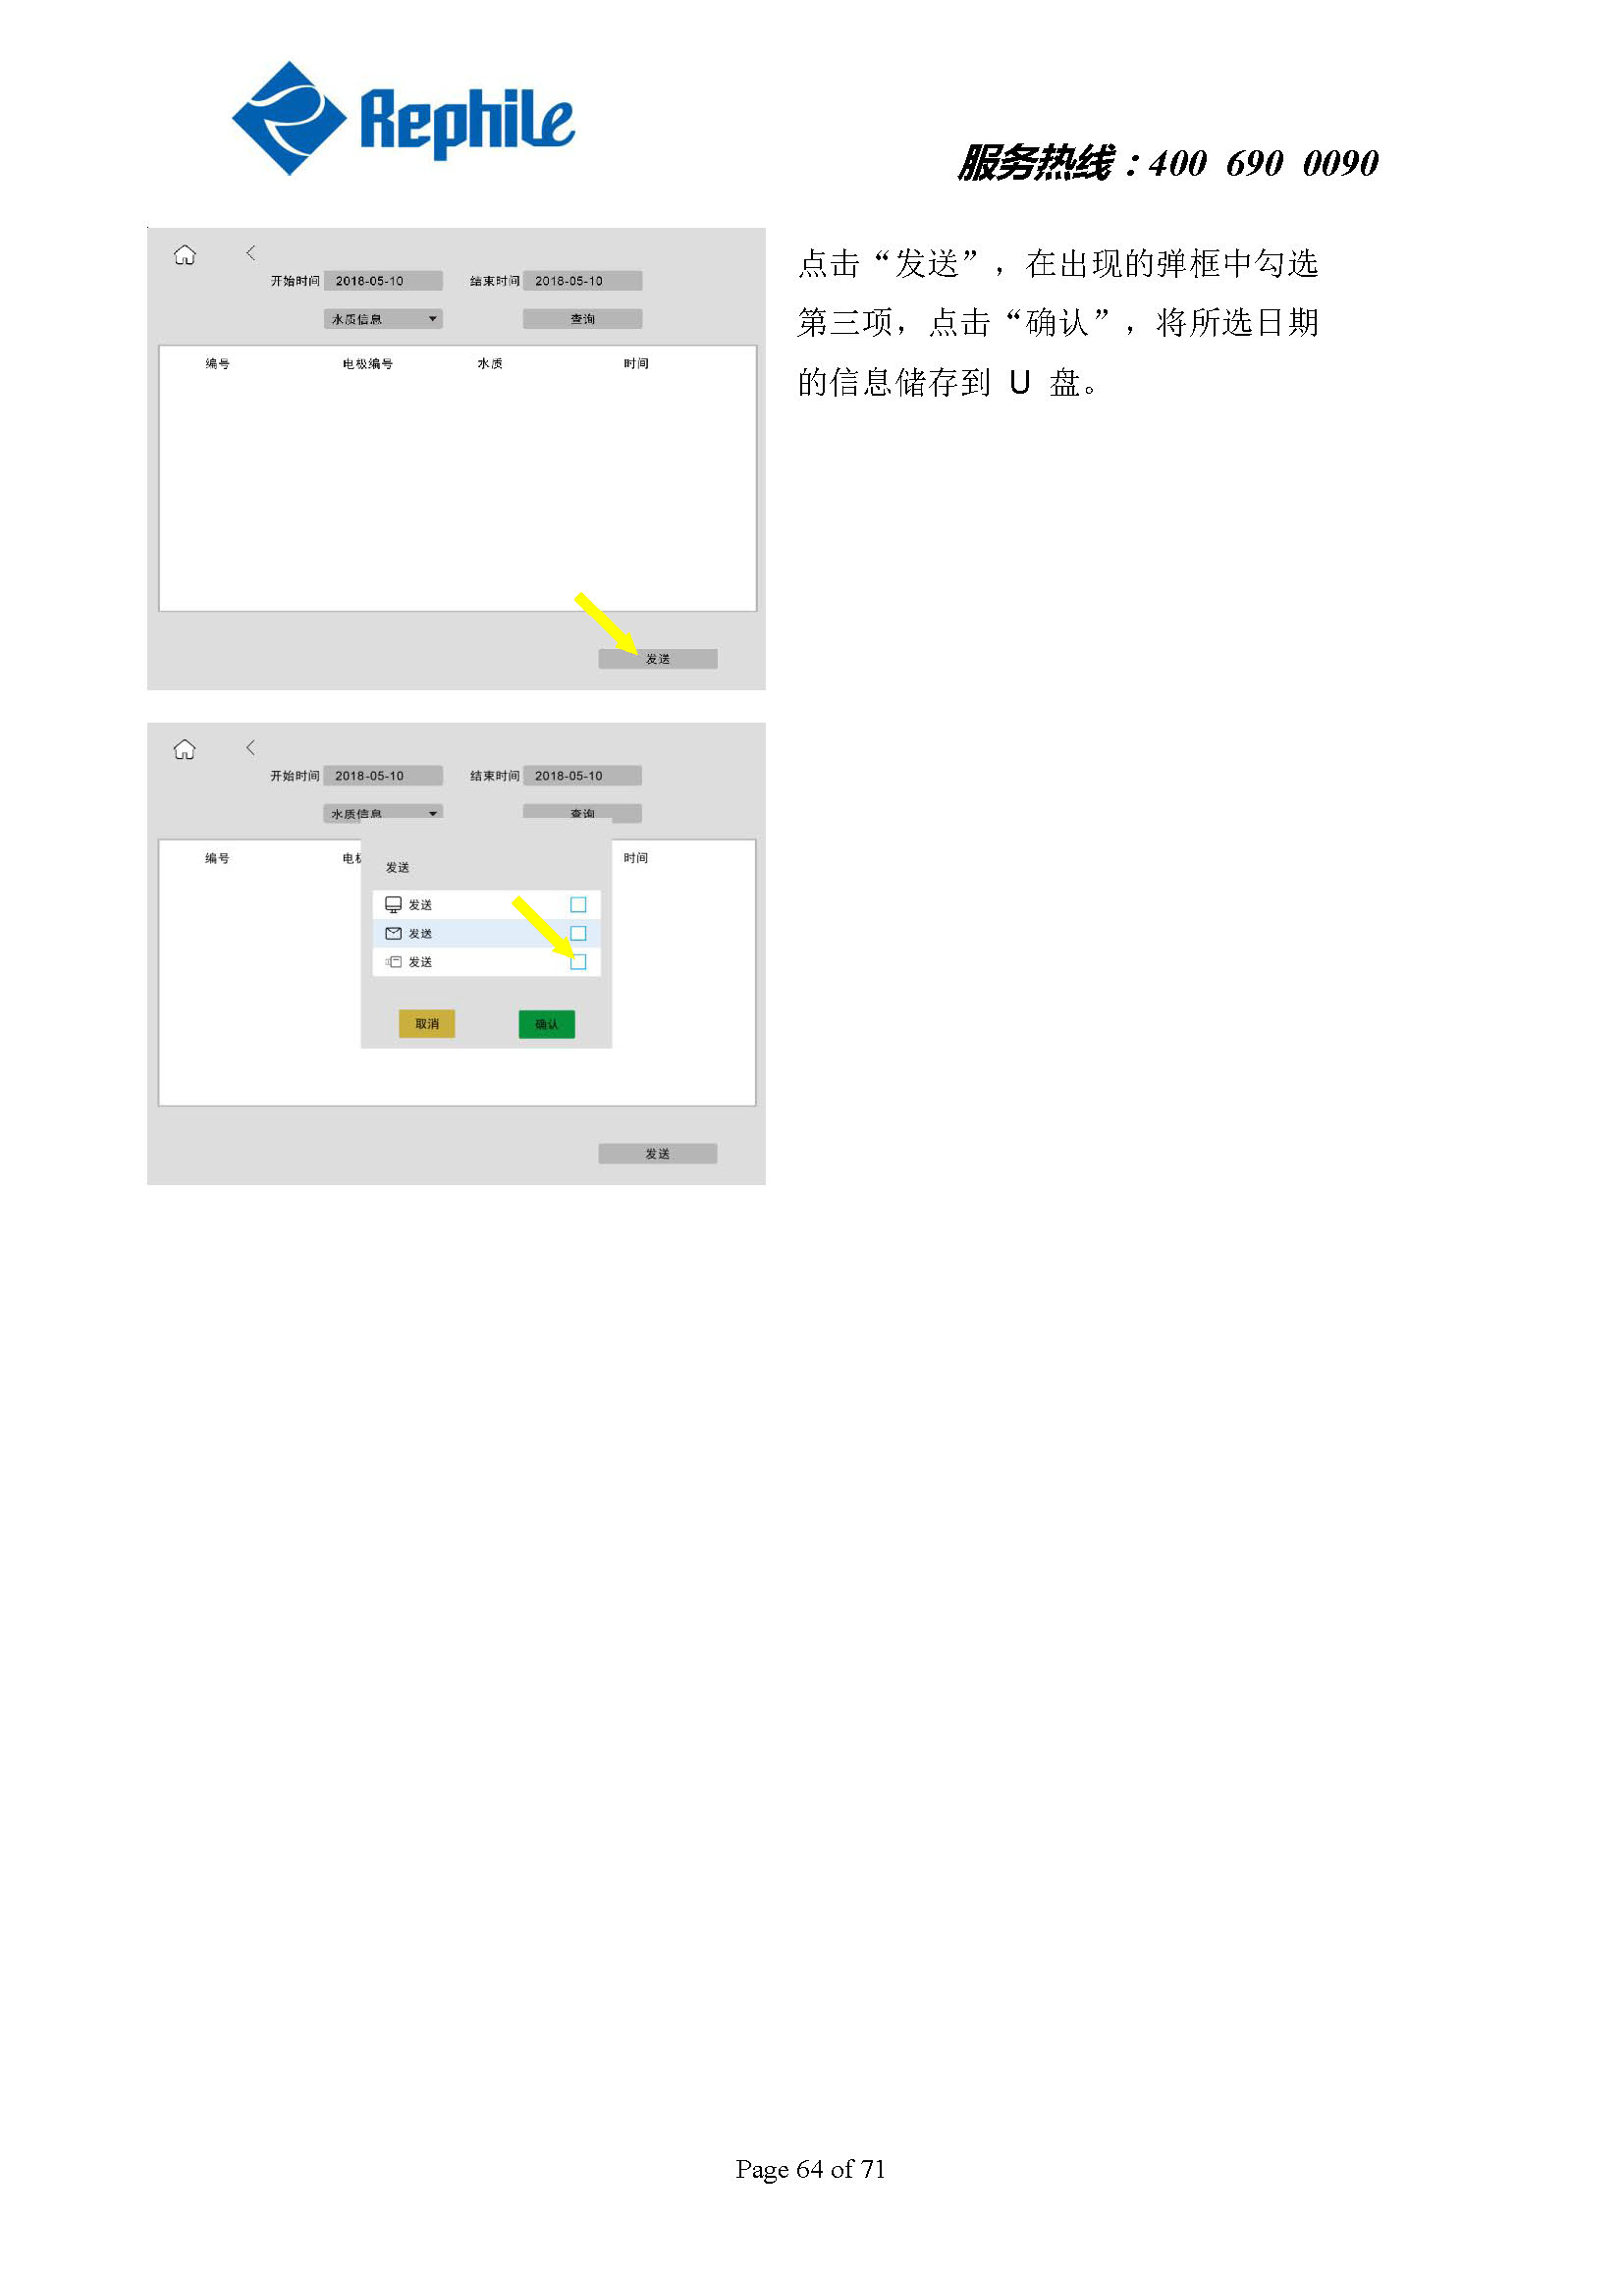 Rephile
服务热线：400 690 0090
开始时间 2018-05-10 结束时间 2018-05-10
水质信息 查询
编号 电极编号 水质 时间
发送
点击“发送”，在出现的弹框中勾选
第三项，点击“确认”，将所选日期
的信息储存到 U 盘。
开始时间 2018-05-10 结束时间 2018-05-10
水质信息 查询
编号 电极 时间
发送
发送
发送
发送
取消 确认
发送
Page 64 of 71